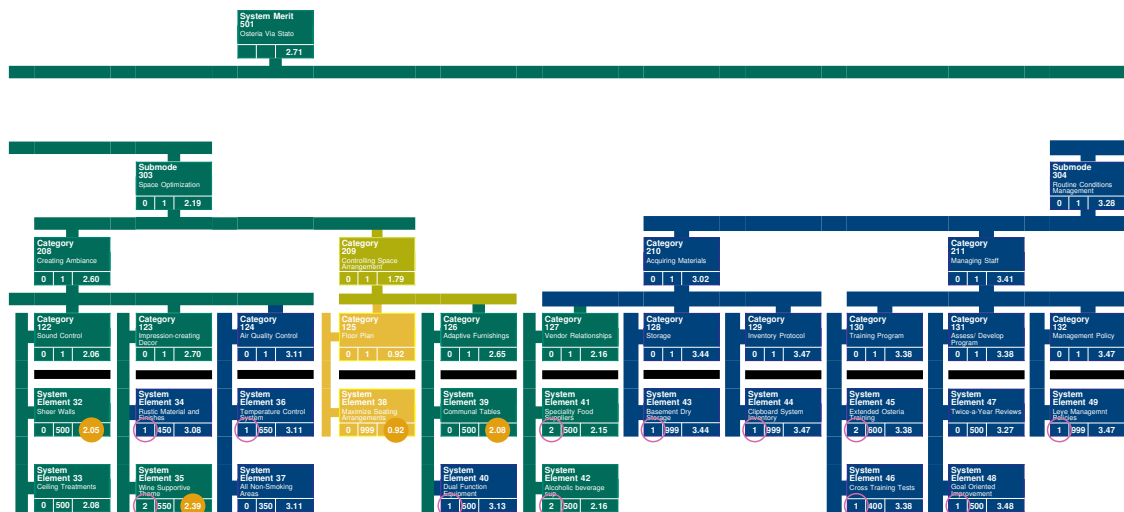 System Merit
501
Osteria Via Stato
2.71
Submode
303
Space Optimization
0 1 2.19
Submode
304
Routine Conditions
Management
0 1 3.28
Category
208
Creating Ambiance
0 1 2.60
Category
209
Controlling Space
Arrangement
0 1 1.79
Category
210
Acquiring Materials
0 1 3.02
Category
211
Managing Staff
0 1 3.41
Category
122
Sound Control
0 1 2.06
Category
123
Impression-creating
Decor
0 1 2.70
Category
124
Air Quality Control
0 1 3.11
Category
125
Floor Plan
0 1 0.92
Category
126
Adaptive Furnishings
0 1 2.65
Category
127
Vendor Relationships
0 1 2.16
Category
128
Storage
0 1 3.44
Category
129
Inventory Protocol
0 1 3.47
Category
130
Training Program
0 1 3.38
Category
131
Assess/ Develop
Program
0 1 3.38
Category
132
Management Policy
0 1 3.47
System
Element 32
Sheer Walls
0 500 2.05
System
Element 34
Rustic Material and
Finishes
1 450 3.08
System
Element 36
Temperature Control
System
1 650 3.11
System
Element 38
Maximize Seating
Arrangements
0 999 0.92
System
Element 39
Communal Tables
0 500 2.08
System
Element 41
Speciality Food
Suppliers
2 500 2.15
System
Element 43
Basement Dry
Storage
1 999 3.44
System
Element 44
Clipboard System
Inventory
1 999 3.47
System
Element 45
Extended Osteria
Training
2 600 3.38
System
Element 47
Twice-a-Year Reviews
0 500 3.27
System
Element 49
Leye Managemnt
Policies
1 999 3.47
System
Element 33
Ceiling Treatments
0 500 2.08
System
Element 35
Wine Supportive
Theme
2 550 2.39
System
Element 37
All Non-Smoking
Areas
0 350 3.11
System
Element 40
Dual Function
Equipment
1 600 3.13
System
Element 42
Alcoholic beverage
sup.
2 500 2.16
System
Element 46
Cross Training Tests
1 400 3.38
System
Element 48
Goal Oriented
Improvement
1 500 3.48